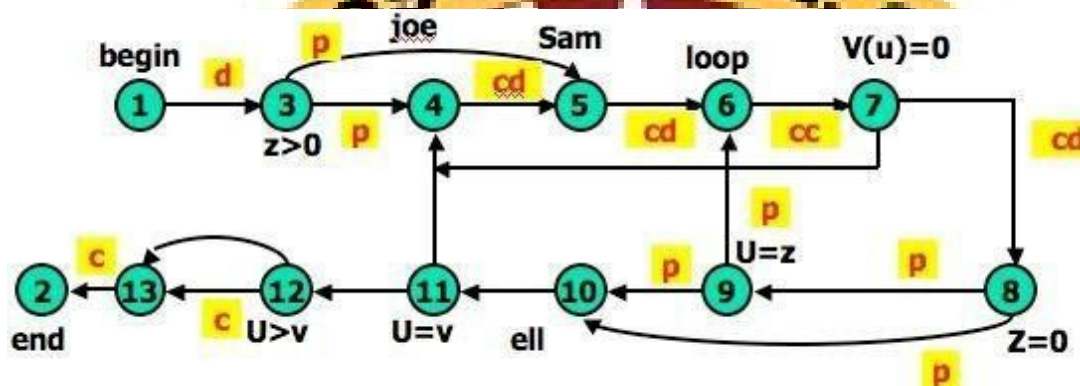 joe
p
Sam
begin
d
loop
V(u)=0
cd
1
3
4
5
6
7
z>0
p
cd
cc
cd
p
U=z
c
p
p
2
13
12
11
10
9
8
c
U>v
U=v
ell
end
Z=0
p